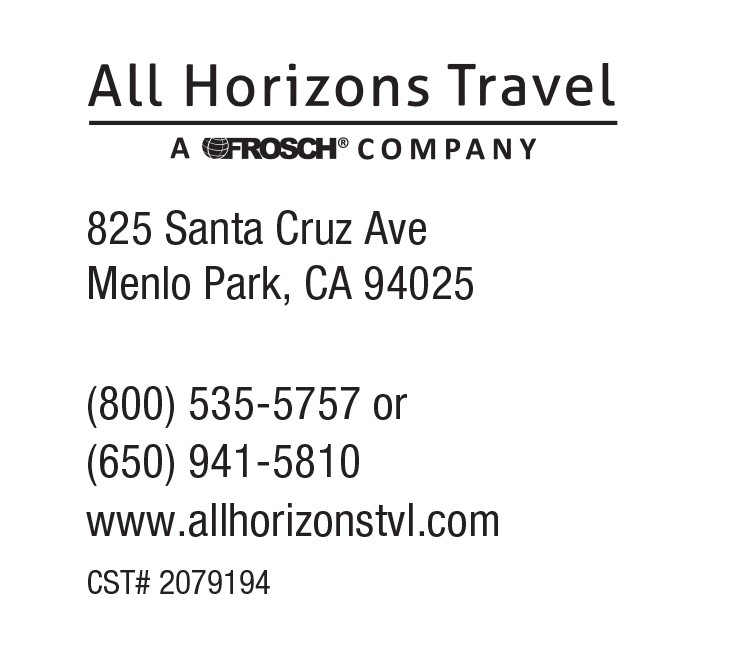 All Horizons Travel
A FROSCH® COMPANY
825 Santa Cruz Ave
Menlo Park, CA 94025
(800) 535-5757 or
(650) 941-5810
www.allhorizonstvl.com
CST# 2079194